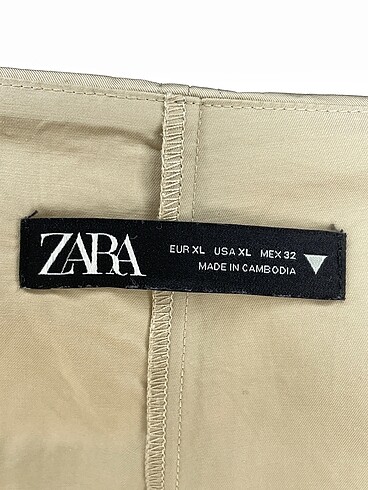 ZARA
EUR XL USA XL MEX 32
MADE IN CAMBODIA